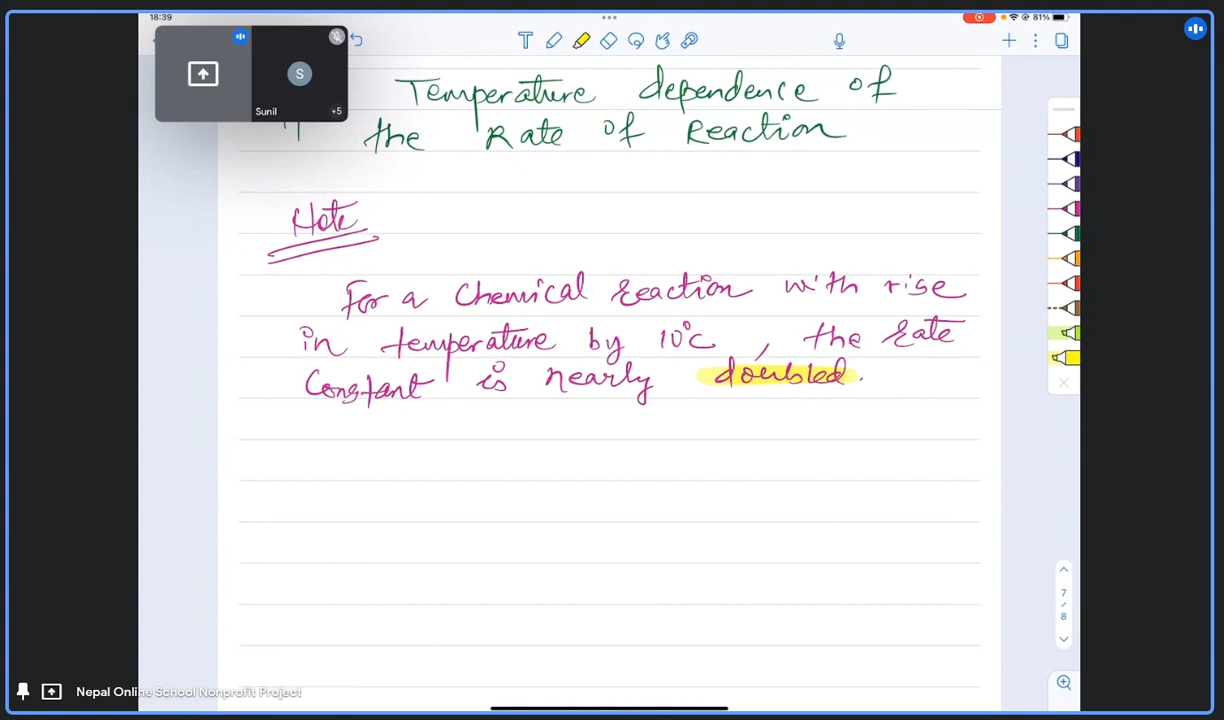 18:39
81%
S
Sunil
+5
Temperature dependence of
the Rate of Reaction
Note
For a Chemical reaction with rise
in temperature by 10°C, the rate
Constant is nearly doubled.
7
/
8
Nepal Online School Nonprofit Project